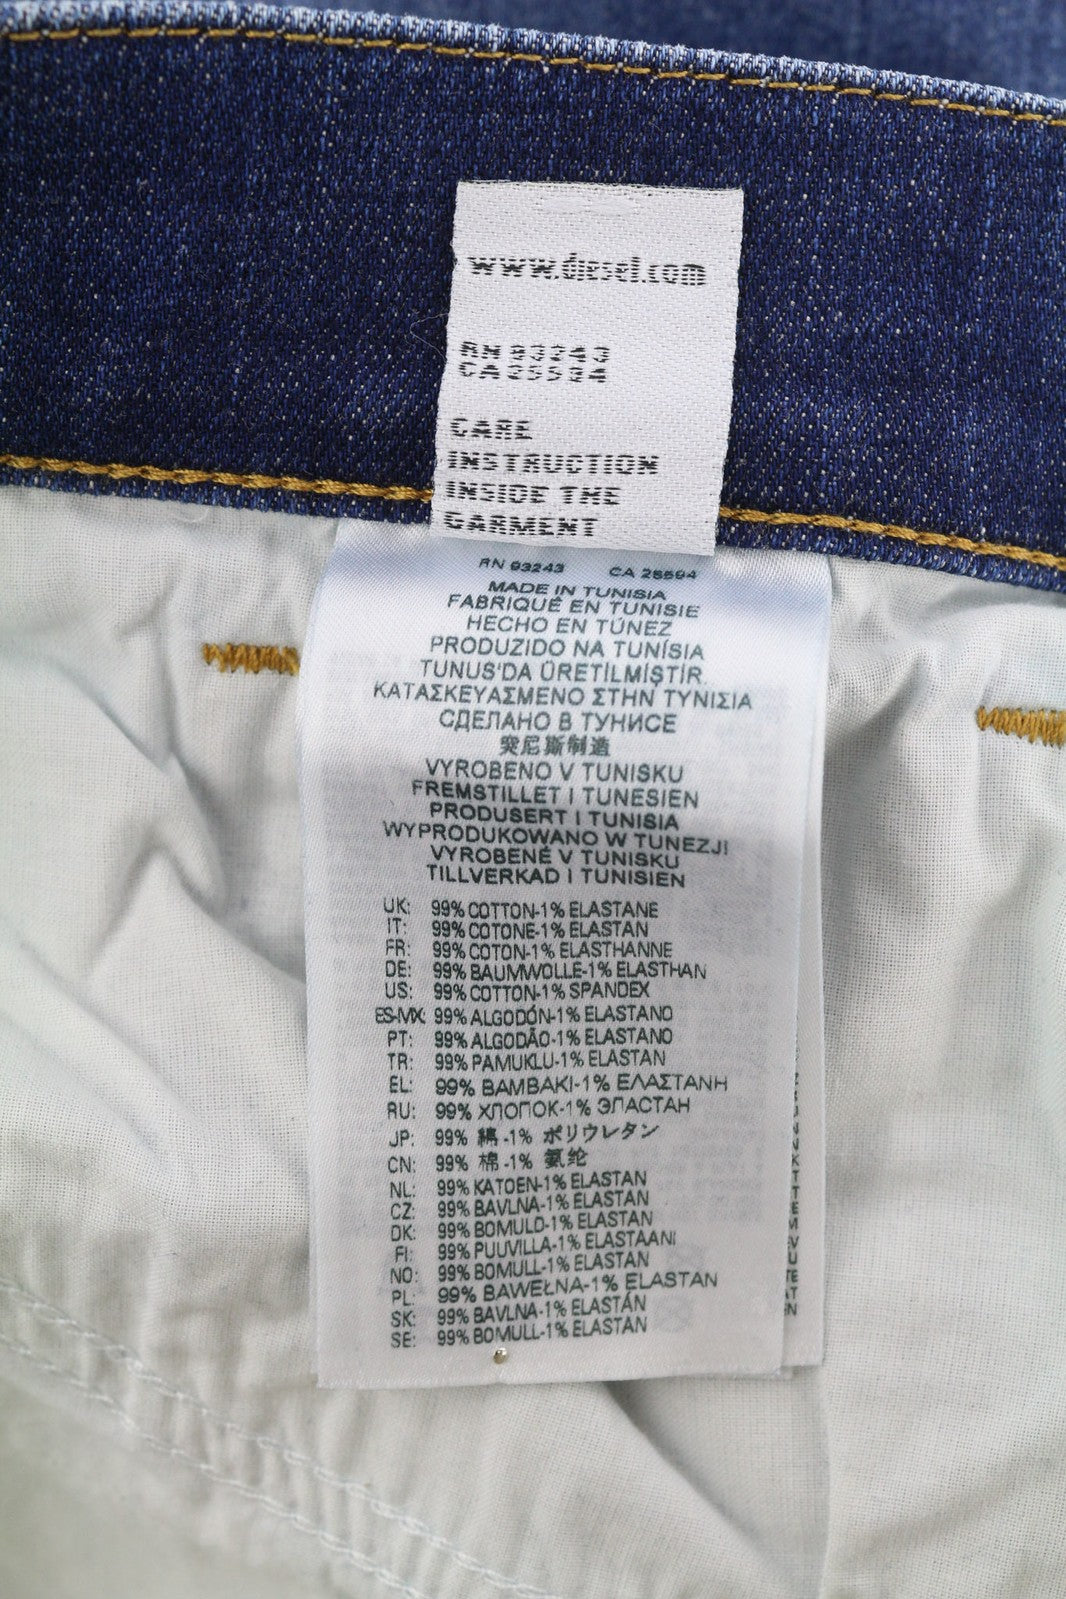 www.diesel.com
RN 93243
CA 25594
CARE
INSTRUCTION
INSIDE THE
GARMENT
RN 93243 CA 25594
MADE IN TUNISIA
FABRIQUÉ EN TUNISIE
HECHO EN TÚNEZ
PRODUZIDO NA TUNÍSIA
TUNUS'DA ÜRETİLMİŞTİR.
ΚΑΤΑΣΚΕΥΑΣΜΕΝΟ ΣΤΗΝ ΤΥΝΙΣΙΑ
СДЕЛАНО В ТУНИСЕ
突尼斯制造
VYROBENO V TUNISKU
FREMSTILLET I TUNESIEN
PRODUSERT I TUNISIA
WYPRODUKOWANO W TUNEZJI
VYROBENÉ V TUNISKU
TILLVERKAD I TUNISIEN
UK: 99% COTTON-1% ELASTANE
IT: 99% COTONE-1% ELASTAN
FR: 99% COTON-1% ELASTHANNE
DE: 99% BAUMWOLLE-1% ELASTHAN
US: 99% COTTON-1% SPANDEX
ES-MX: 99% ALGODÓN-1% ELASTANO
PT: 99% ALGODÃO-1% ELASTANO
TR: 99% PAMUKLU-1% ELASTAN
EL: 99% ΒΑΜΒΑΚΙ-1% ΕΛΑΣΤΑΝΗ
RU: 99% ХЛОПОК-1% ЭЛАСТАН
JP: 99% 綿 -1% ポリウレタン
CN: 99% 棉 -1% 氨纶
NL: 99% KATOEN-1% ELASTAN
CZ: 99% BAVLNA-1% ELASTAN
DK: 99% BOMULD-1% ELASTAN
FI: 99% PUUVILLA-1% ELASTAANI
NO: 99% BOMULL-1% ELASTAN
PL: 99% BAWEŁNA-1% ELASTAN
SK: 99% BAVLNA-1% ELASTÁN
SE: 99% BOMULL-1% ELASTAN